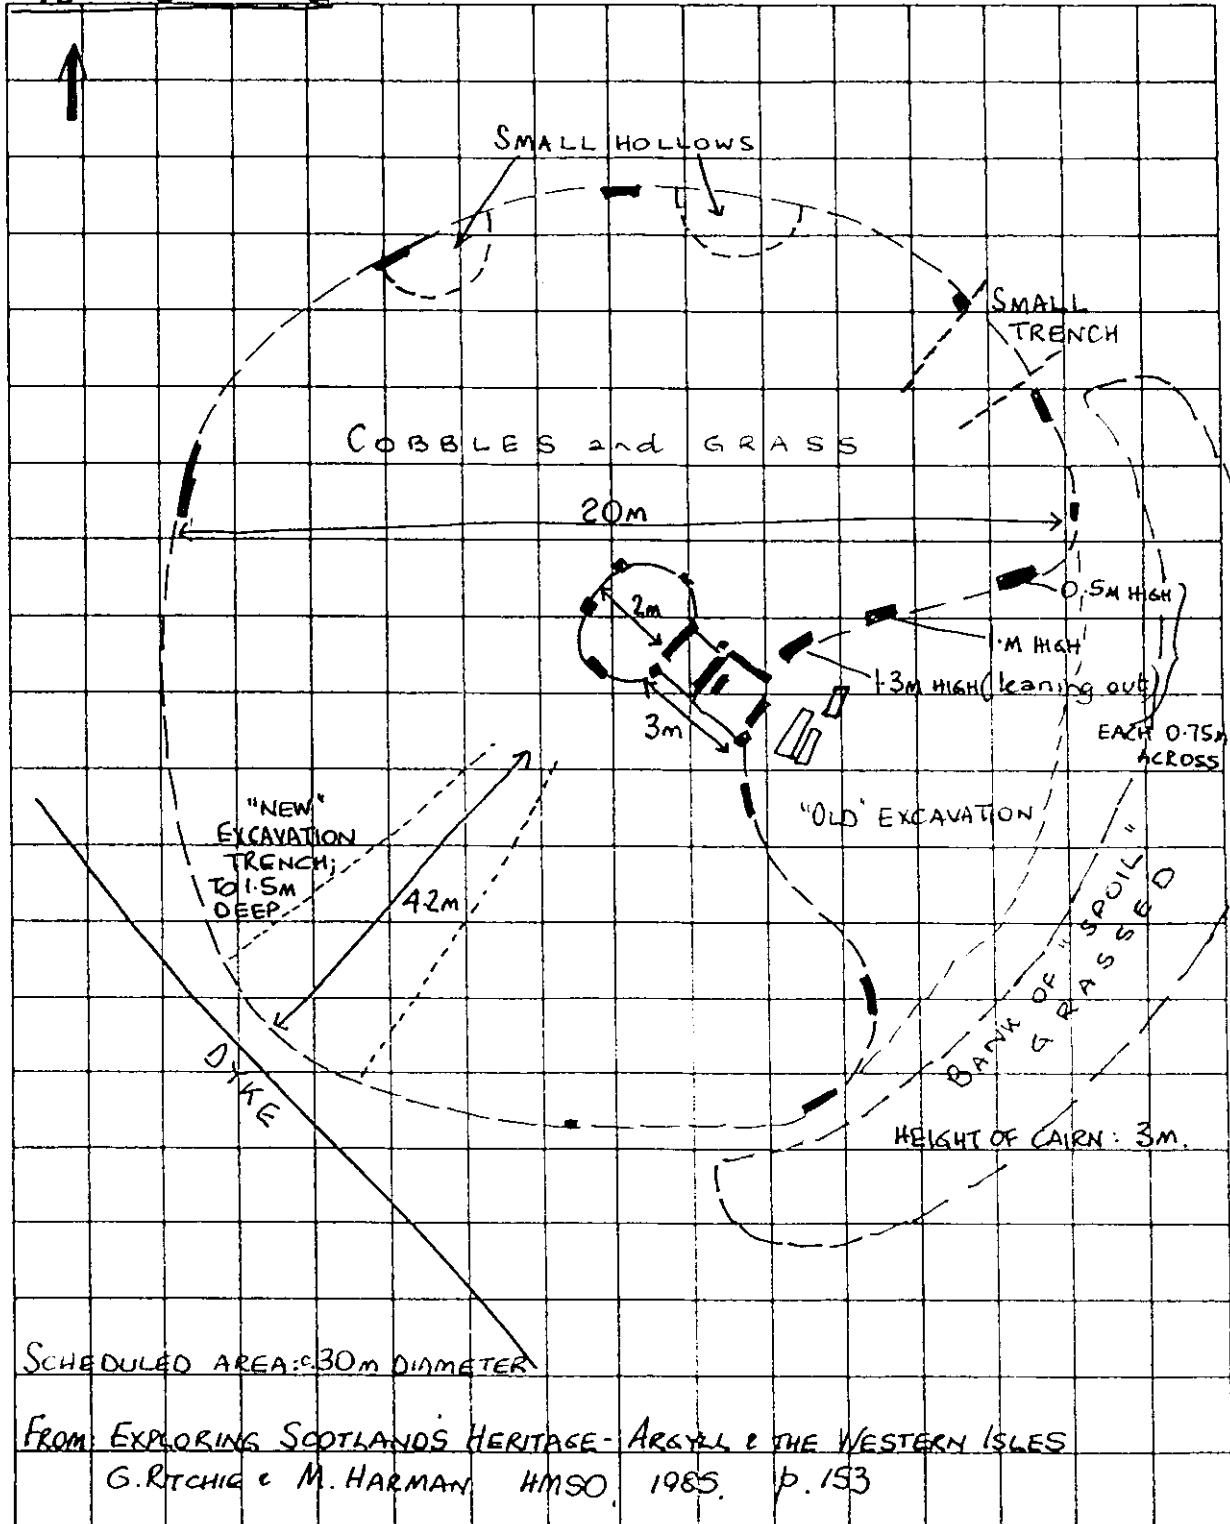 SMALL HOLLOWS
SMALL
TRENCH
COBBLES and GRASS
20m
2m
0.5M HIGH
1.M HIGH
1.3M HIGH (leaning out)
3m
EACH 0.75m
ACROSS
"NEW"
EXCAVATION
TRENCH;
TO 1.5M
DEEP
4.2m
"OLD" EXCAVATION
BANK OF "SPOIL"
GRASSED
DYKE
HEIGHT OF CAIRN: 3M.
SCHEDULED AREA: c.30m DIAMETER
FROM: EXPLORING SCOTLANDS HERITAGE - ARGYLL & THE WESTERN ISLES
G. RITCHIE & M. HARMAN HMSO, 1985. p. 153